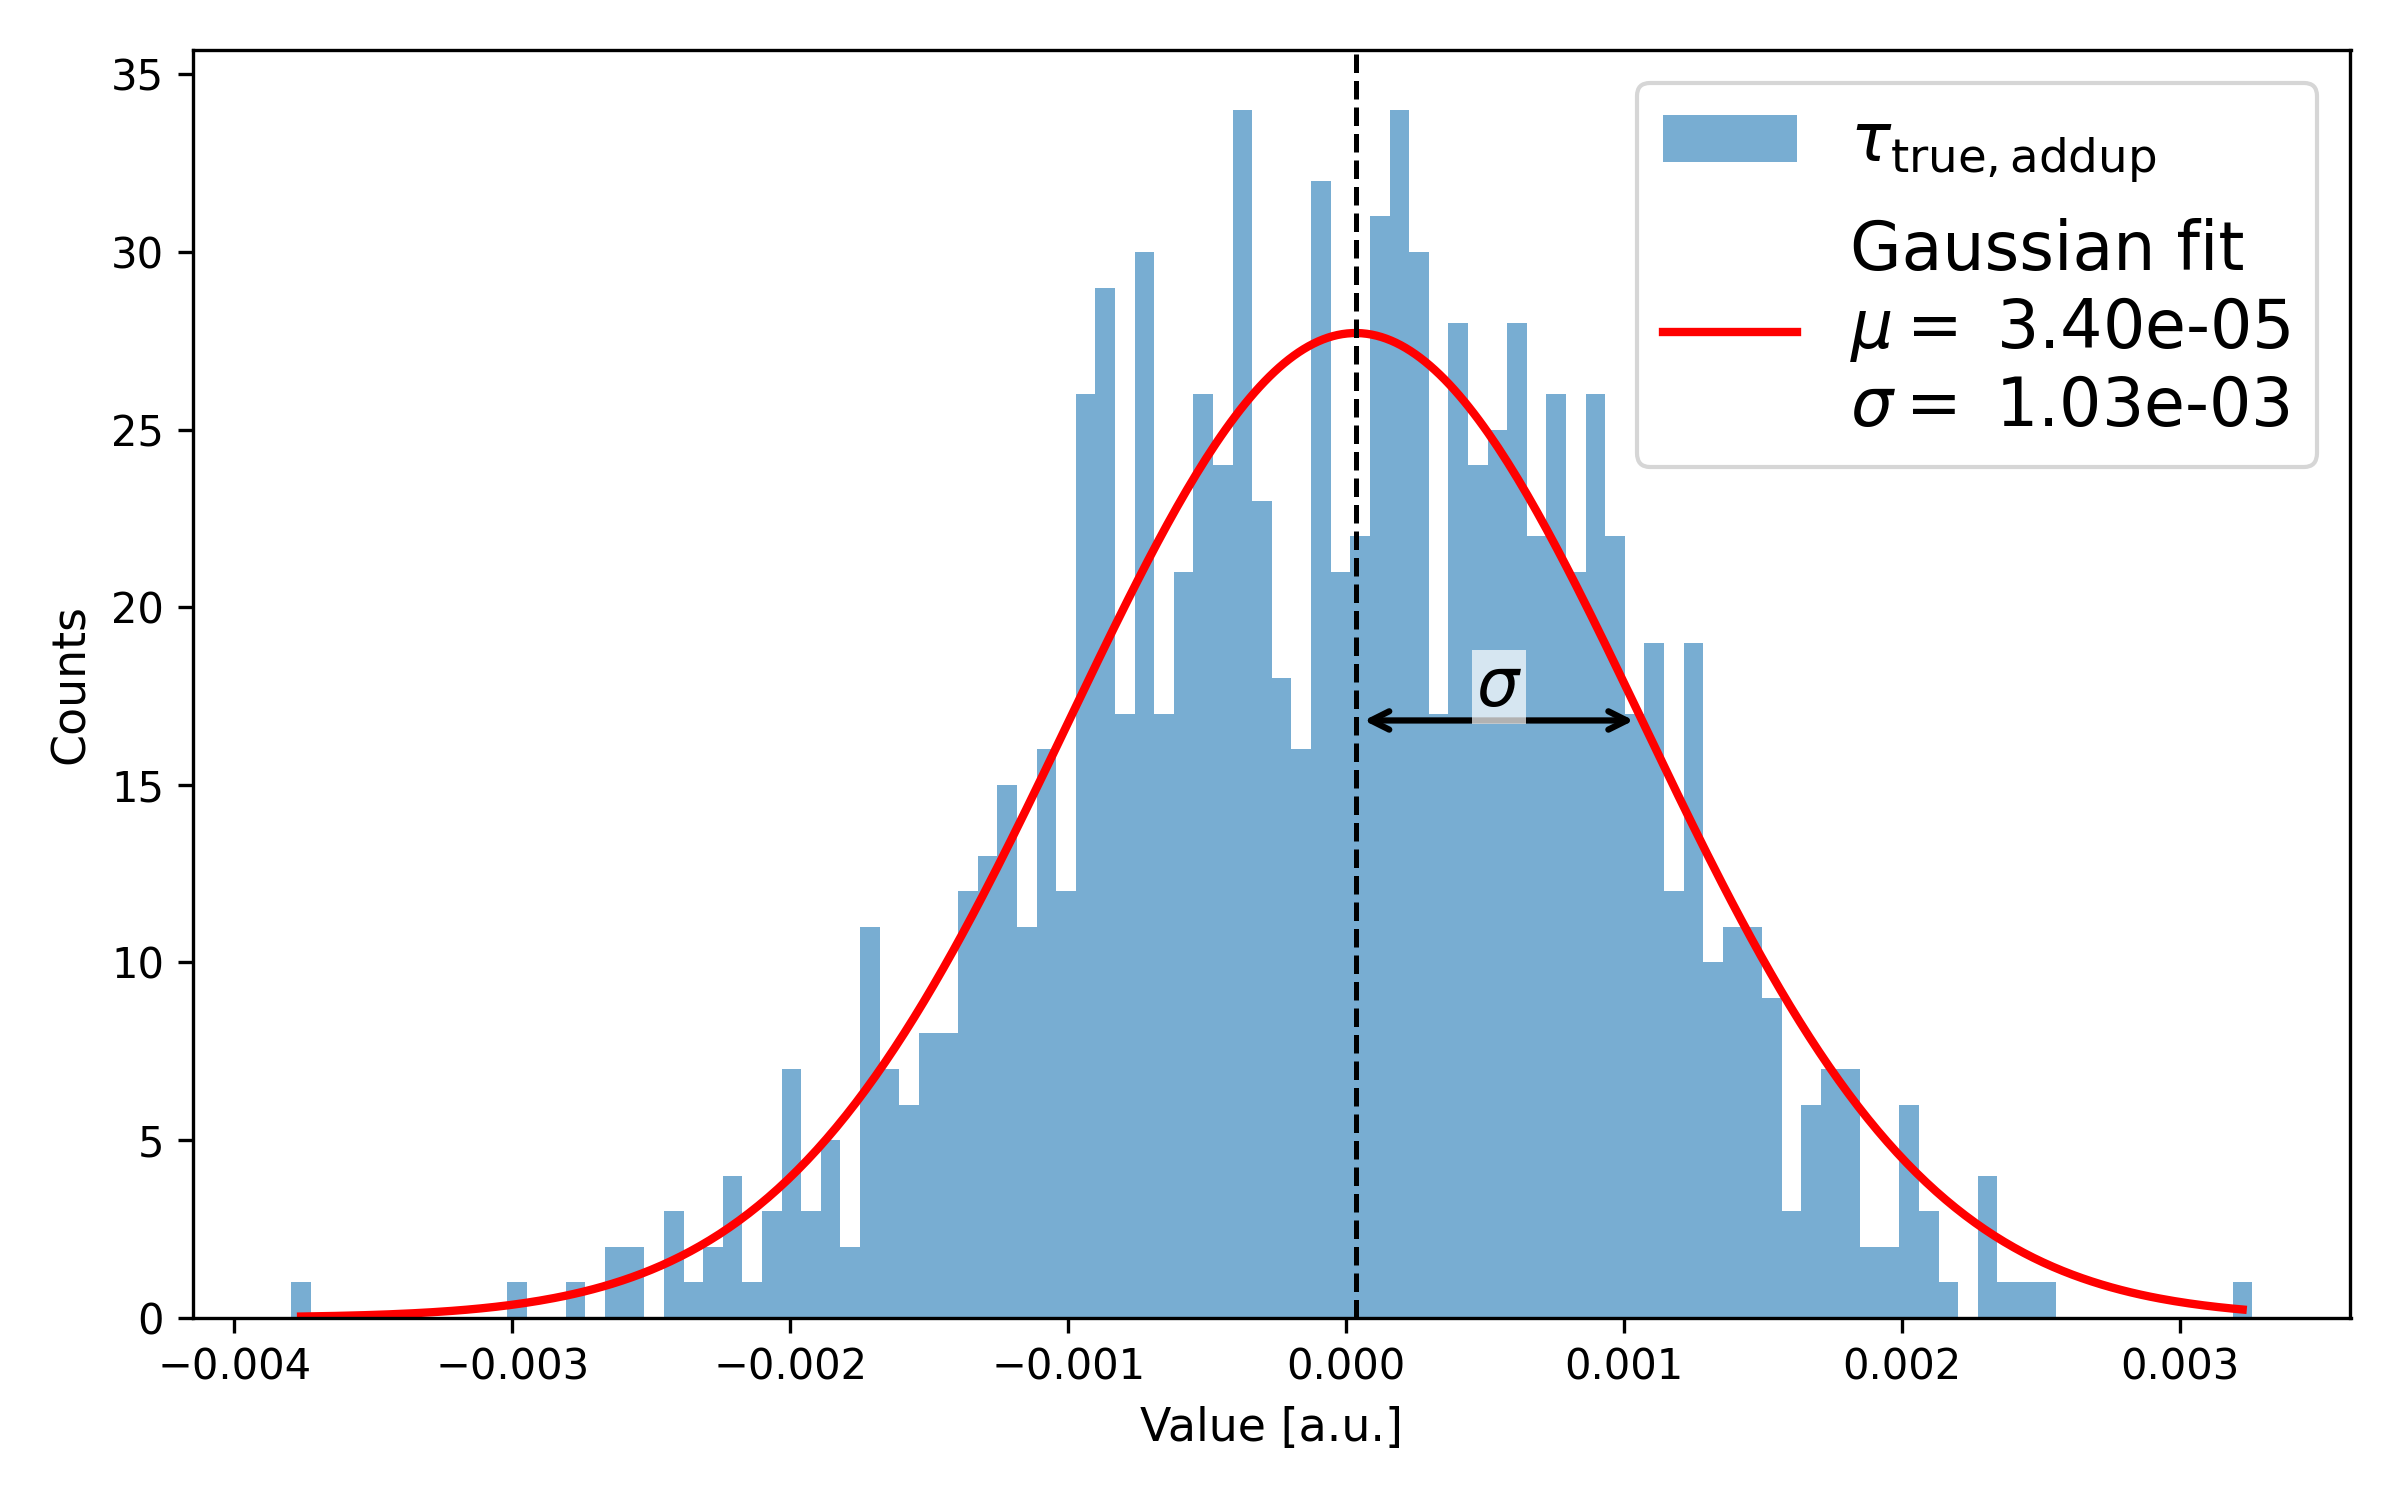 35
30
25
20
15
10
5
0
Counts
τtrue, addup
Gaussian fit
μ = 3.40e-05
σ = 1.03e-03
σ
−0.004 −0.003 −0.002 −0.001 0.000 0.001 0.002 0.003
Value [a.u.]